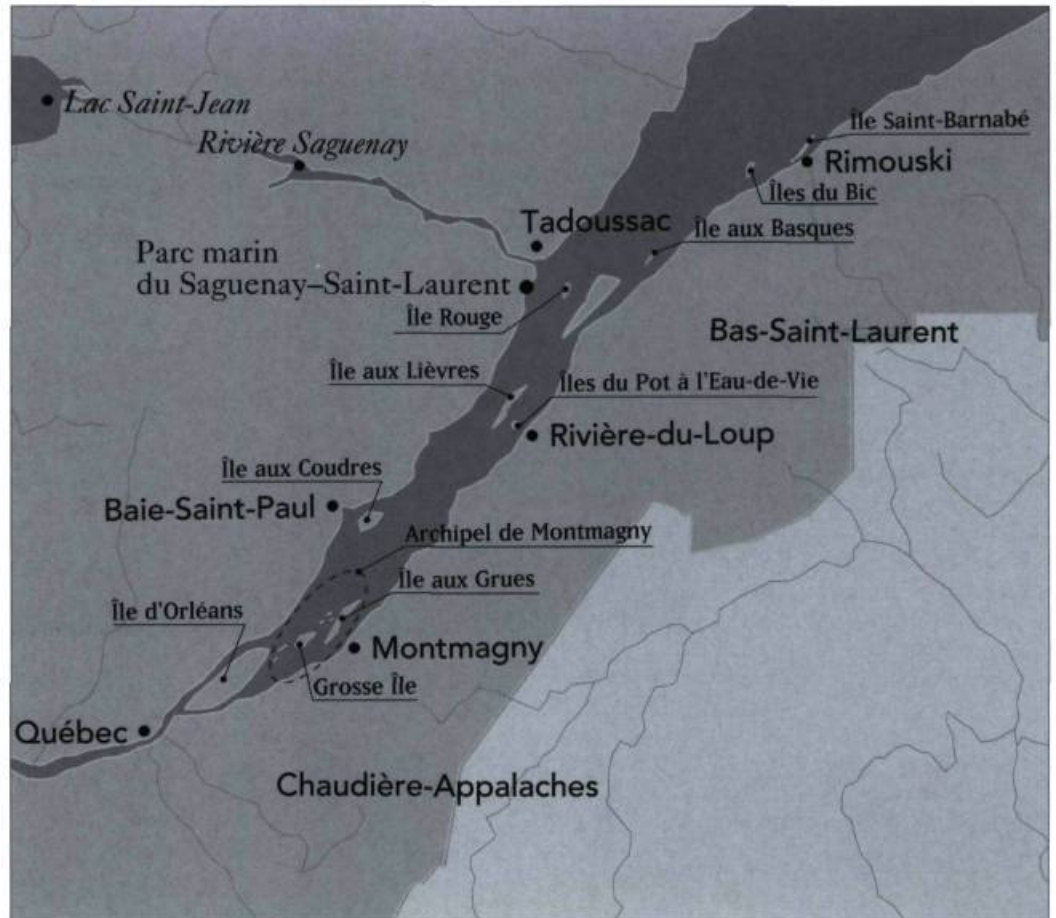 Lac Saint-Jean
Île Saint-Barnabé
Rivière Saguenay
Rimouski
Îles du Bic
Tadoussac
Île aux Basques
Parc marin
du Saguenay–Saint-Laurent
Île Rouge
Bas-Saint-Laurent
Île aux Lièvres
Îles du Pot à l'Eau-de-Vie
Rivière-du-Loup
Île aux Coudres
Baie-Saint-Paul
Archipel de Montmagny
Île aux Grues
Île d'Orléans
Montmagny
Grosse Île
Québec
Chaudière-Appalaches